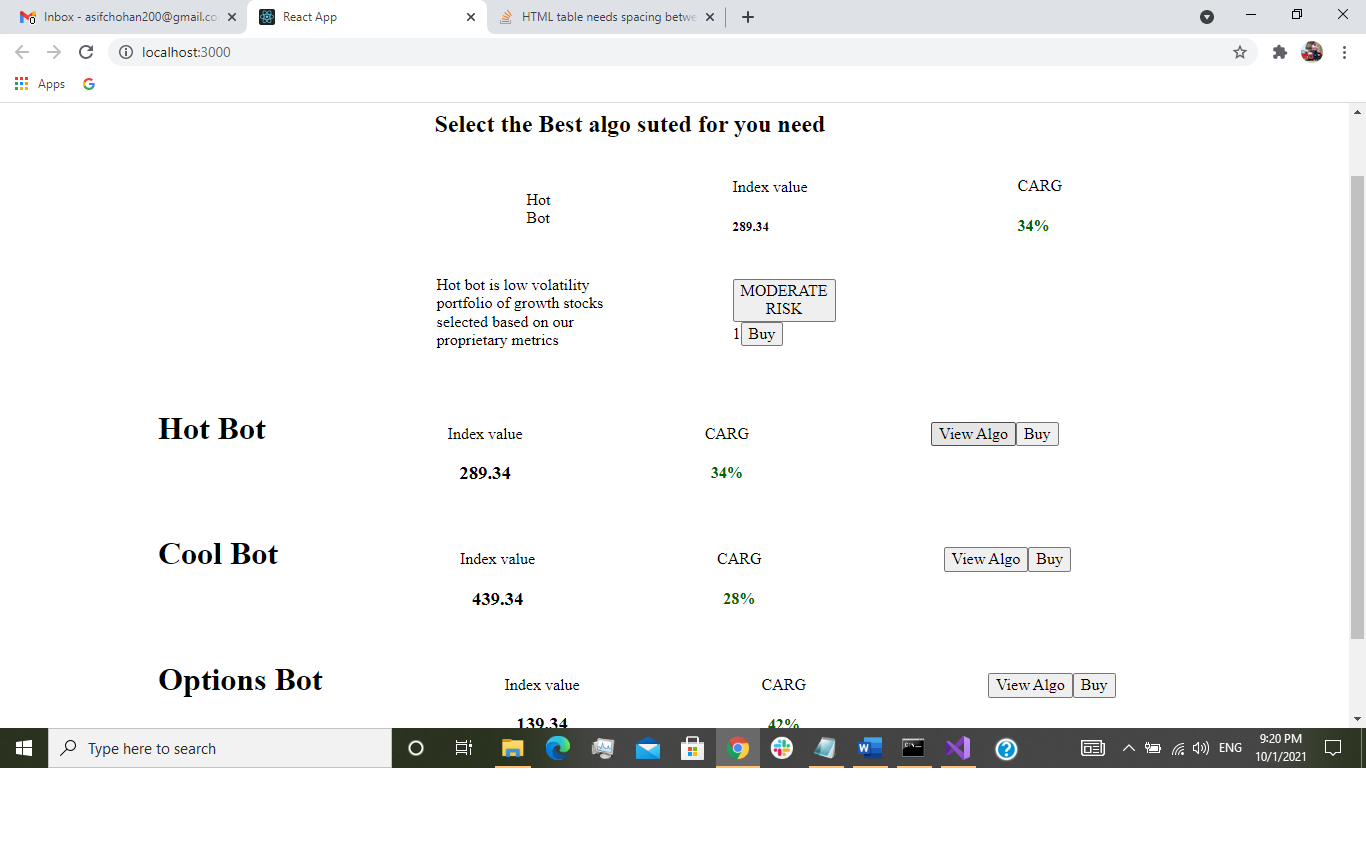 Inbox - asifchohan200@gmail.co
React App
HTML table needs spacing betwe
localhost:3000
Apps
Select the Best algo suted for you need
Hot
Bot
Index value
289.34
CARG
34%
Hot bot is low volatility
portfolio of growth stocks
selected based on our
proprietary metrics
MODERATE
RISK
1 Buy
Hot Bot
Index value
289.34
CARG
34%
View Algo Buy
Cool Bot
Index value
439.34
CARG
28%
View Algo Buy
Options Bot
Index value
139.34
CARG
42%
View Algo Buy
Type here to search
ENG
9:20 PM
10/1/2021